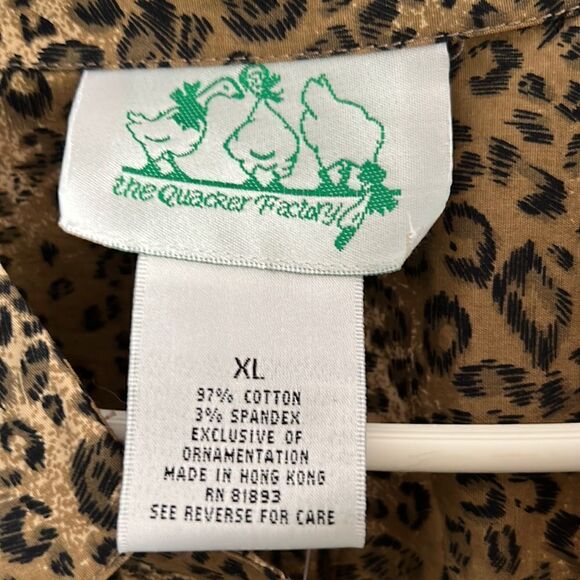 the Quacker Factory
XL
97% COTTON
3% SPANDEX
EXCLUSIVE OF
ORNAMENTATION
MADE IN HONG KONG
RN 81893
SEE REVERSE FOR CARE